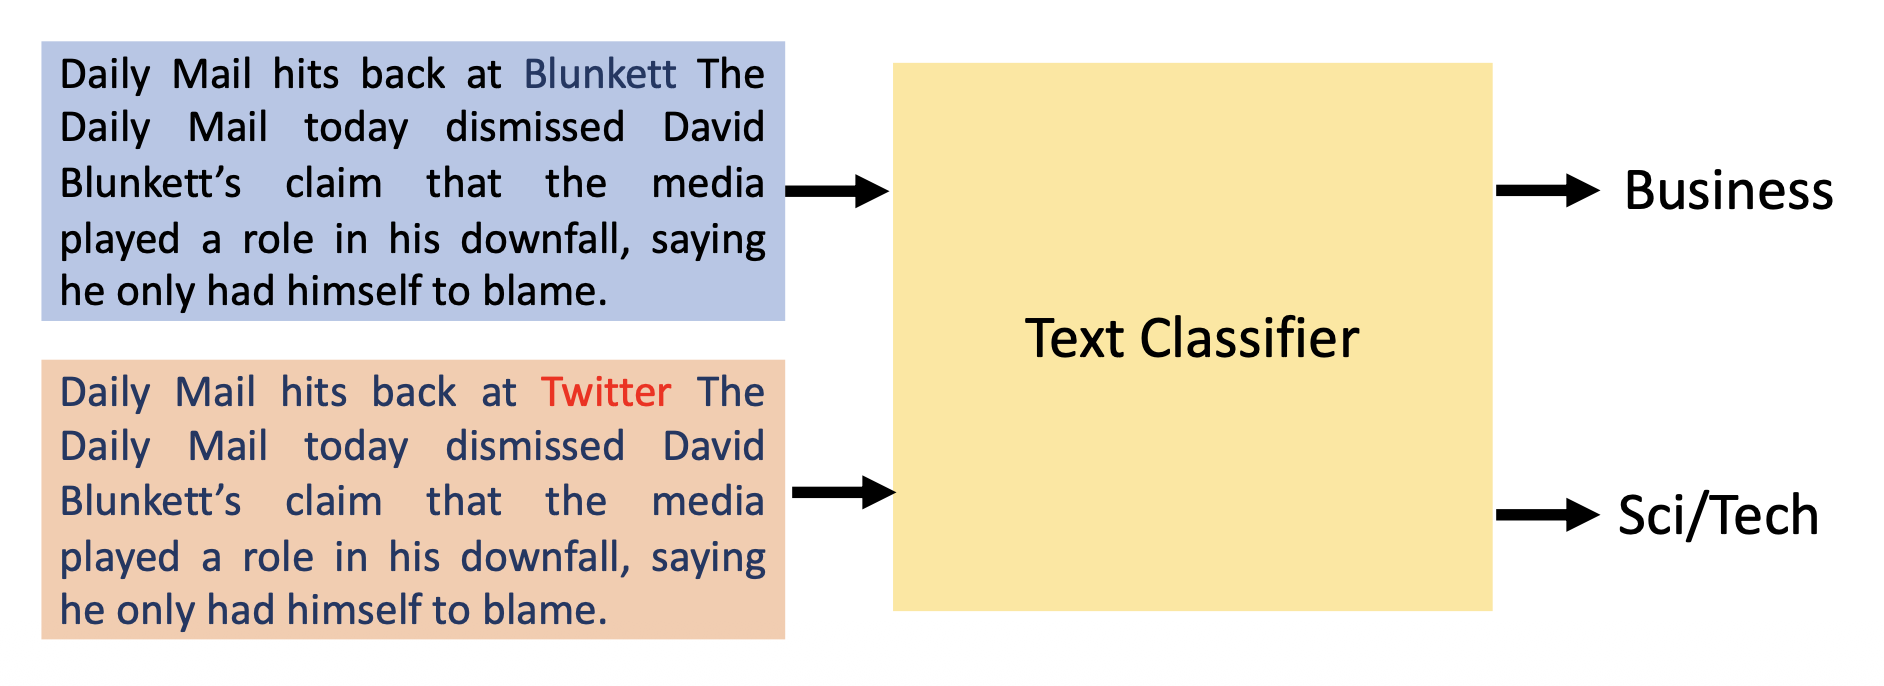 Daily Mail hits back at Blunkett The
Daily Mail today dismissed David
Blunkett’s claim that the media
played a role in his downfall, saying
he only had himself to blame.
Daily Mail hits back at Twitter The
Daily Mail today dismissed David
Blunkett’s claim that the media
played a role in his downfall, saying
he only had himself to blame.
Text Classifier
Business
Sci/Tech